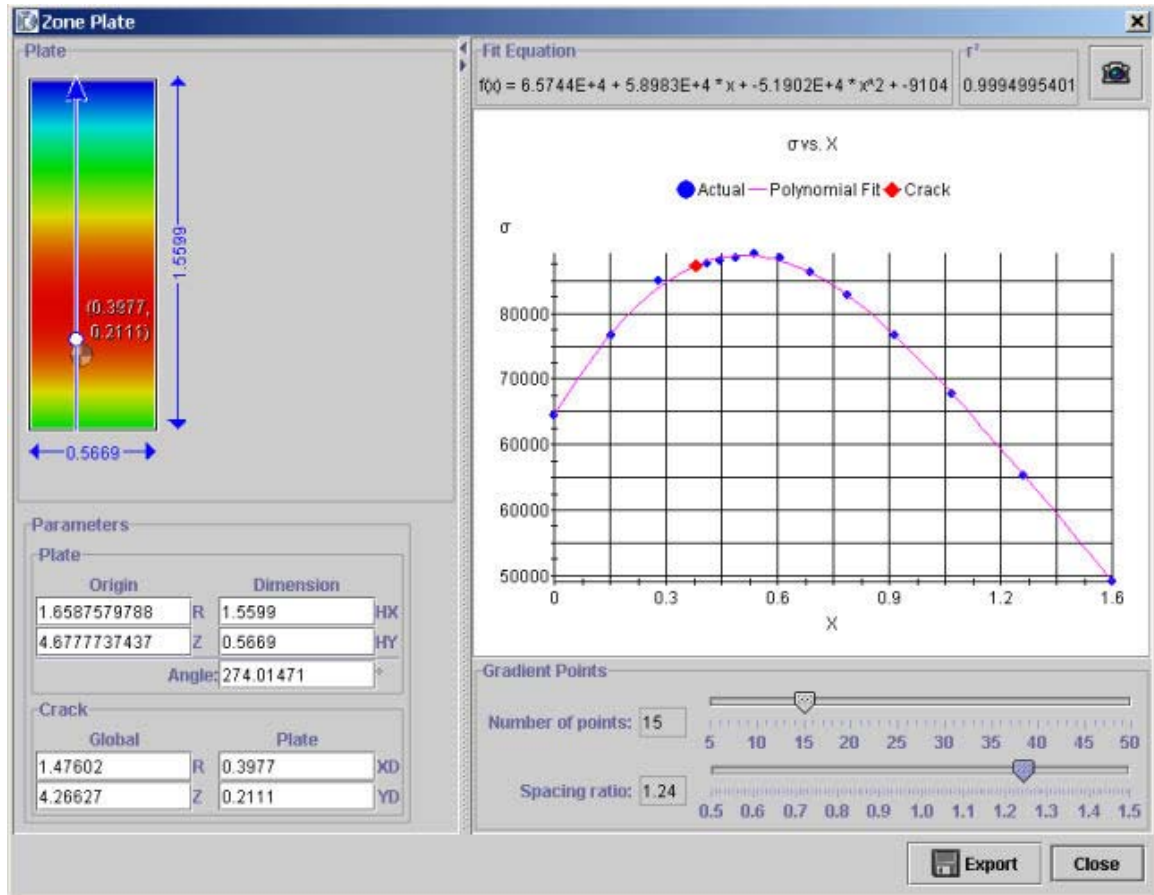 Zone Plate
Plate
1.5599
(0.3977,
0.2111)
0.5669
Parameters
Plate
Origin Dimension
1.6587579788 R 1.5599 HX
4.6777737437 Z 0.5669 HY
Angle: 274.01471 °
Crack
Global Plate
1.47602 R 0.3977 XD
4.26627 Z 0.2111 YD
Fit Equation
f(x) = 6.5744E+4 + 5.8983E+4 * x + -5.1902E+4 * x^2 + -9104
r²
0.9994995401
σ vs. X
Actual Polynomial Fit Crack
σ
80000
70000
60000
60000
50000
0 0.3 0.6 0.9 1.2 1.6
X
Gradient Points
Number of points: 15
5 10 15 20 25 30 35 40 45 50
Spacing ratio: 1.24
0.5 0.6 0.7 0.8 0.9 1.0 1.1 1.2 1.3 1.4 1.5
Export Close